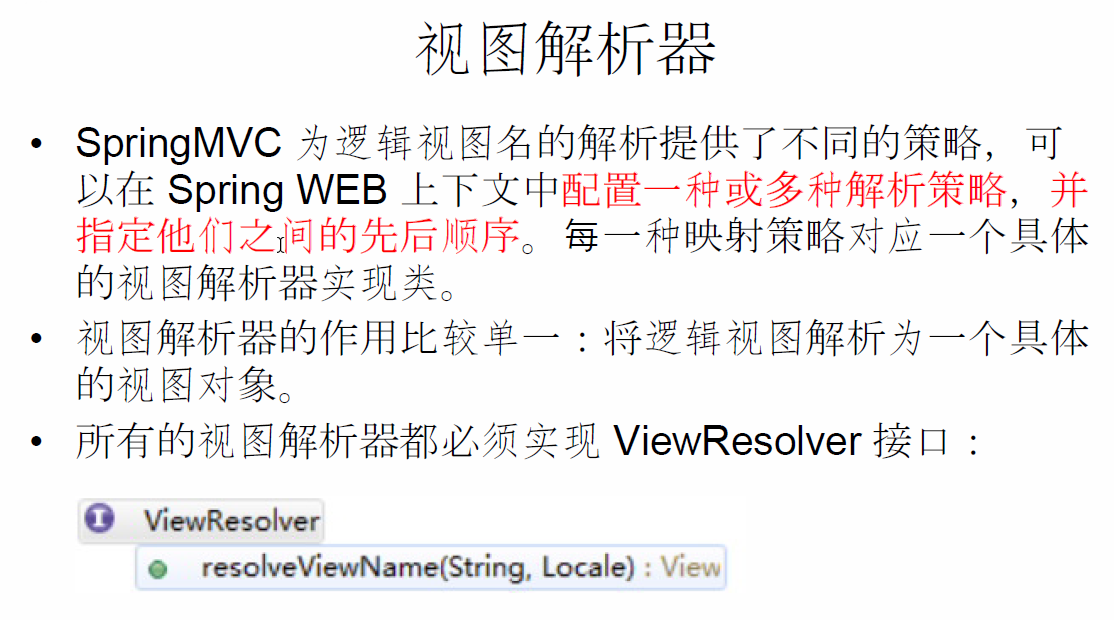 视图解析器
• SpringMVC 为逻辑视图名的解析提供了不同的策略，可
以在 Spring WEB 上下文中配置一种或多种解析策略，并
指定他们之间的先后顺序。每一种映射策略对应一个具体
的视图解析器实现类。
• 视图解析器的作用比较单一：将逻辑视图解析为一个具体
的视图对象。
• 所有的视图解析器都必须实现 ViewResolver 接口：
I ViewResolver
resolveViewName(String, Locale) : View